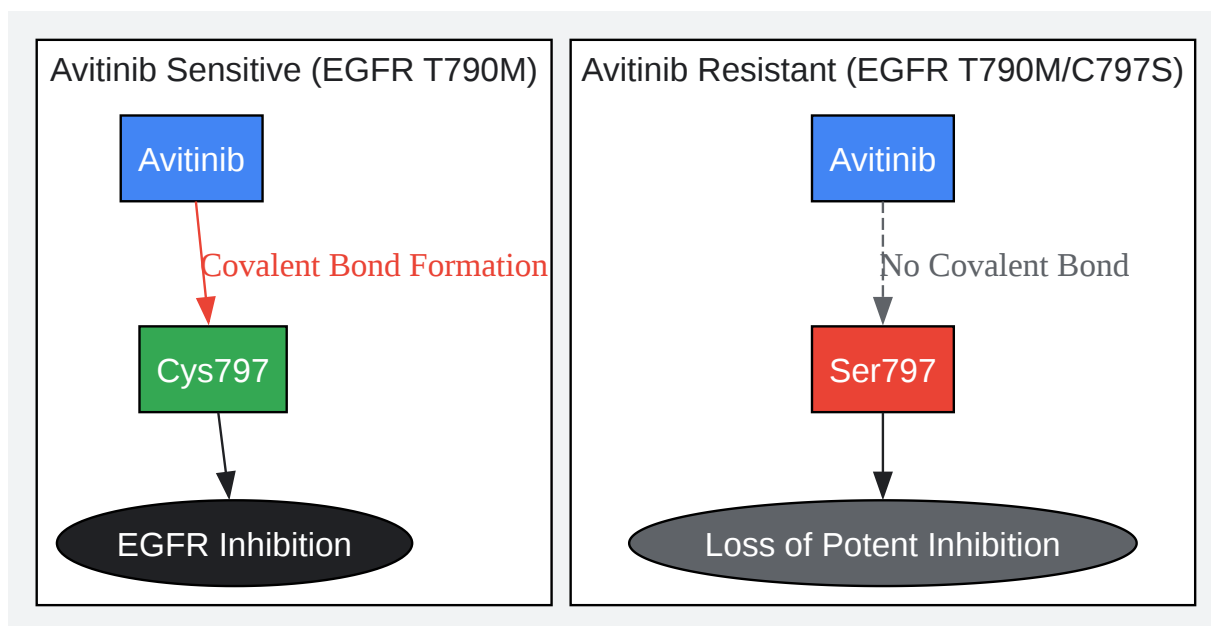 Avitinib Sensitive (EGFR T790M)
Avitinib
Covalent Bond Formation
Cys797
EGFR Inhibition
Avitinib Resistant (EGFR T790M/C797S)
Avitinib
No Covalent Bond
Ser797
Loss of Potent Inhibition